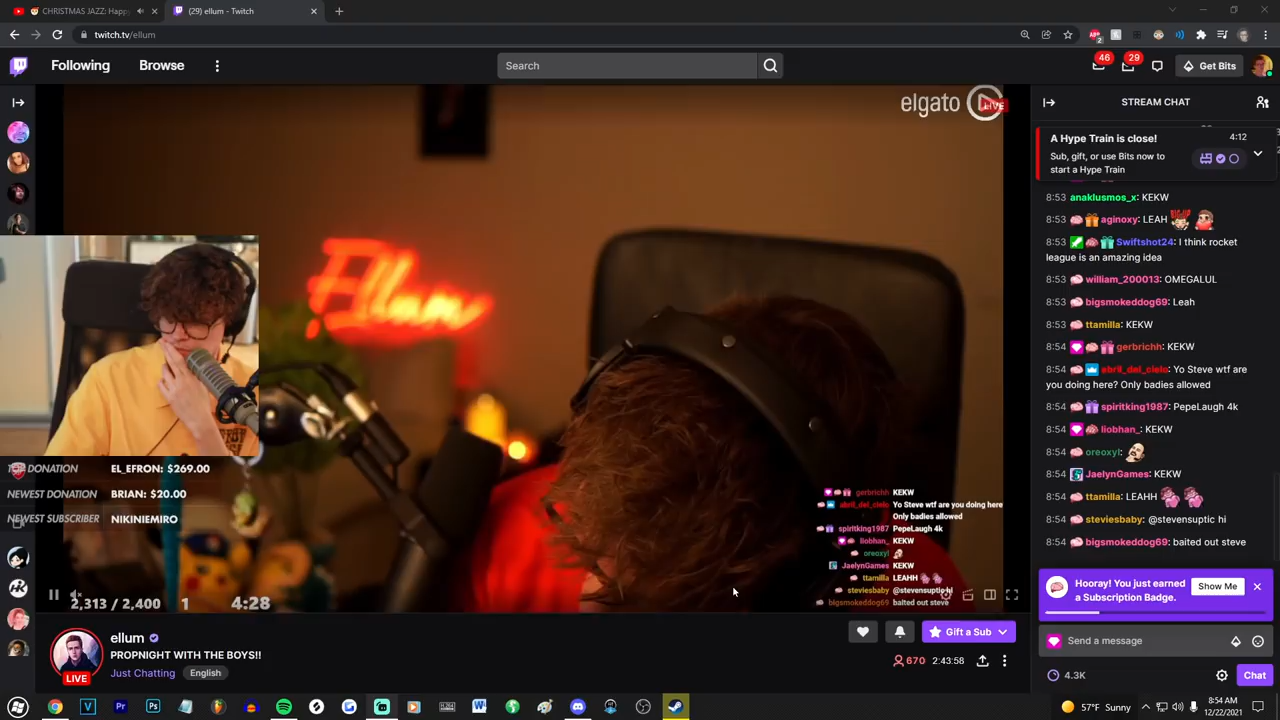 CHRISTMAS JAZZ: Happ
(29) ellum - Twitch
twitch.tv/ellum
Following
Browse
Search
46
29
Get Bits
elgato
LIVE
Ellum
TOP DONATION
EL_EFRON: $269.00
NEWEST DONATION
BRIAN: $20.00
NEWEST SUBSCRIBER
NIKINIEMIRO
4:28
gerbrichh KEKW
abril_del_cielo Yo Steve wtf are you doing here
Only badies allowed
spiritking1987 PepeLaugh 4k
liobhan_ KEKW
oreoxyl
JaelynGames KEKW
ttamilla LEAHH
steviesbaby @stevensuptic hi
bigsmokeddog69 baited out steve
ellum
PROPNIGHT WITH THE BOYS!!
Just Chatting
English
LIVE
Gift a Sub
670
2:43:58
STREAM CHAT
A Hype Train is close!
4:12
Sub, gift, or use Bits now to
start a Hype Train
8:53 anaklusmos_x: KEKW
8:53 aginoxy: LEAH
8:53 Swiftshot24: I think rocket
league is an amazing idea
8:53 william_200013: OMEGALUL
8:53 bigsmokeddog69: Leah
8:53 ttamilla: KEKW
8:54 gerbrichh: KEKW
8:54 abril_del_cielo: Yo Steve wtf are
you doing here? Only badies allowed
8:54 spiritking1987: PepeLaugh 4k
8:54 liobhan_: KEKW
8:54 oreoxyl:
8:54 JaelynGames: KEKW
8:54 ttamilla: LEAHH
8:54 steviesbaby: @stevensuptic hi
8:54 bigsmokeddog69: baited out steve
Hooray! You just earned
a Subscription Badge.
Show Me
Send a message
4.3K
Chat
57°F Sunny
8:54 AM
12/22/2021